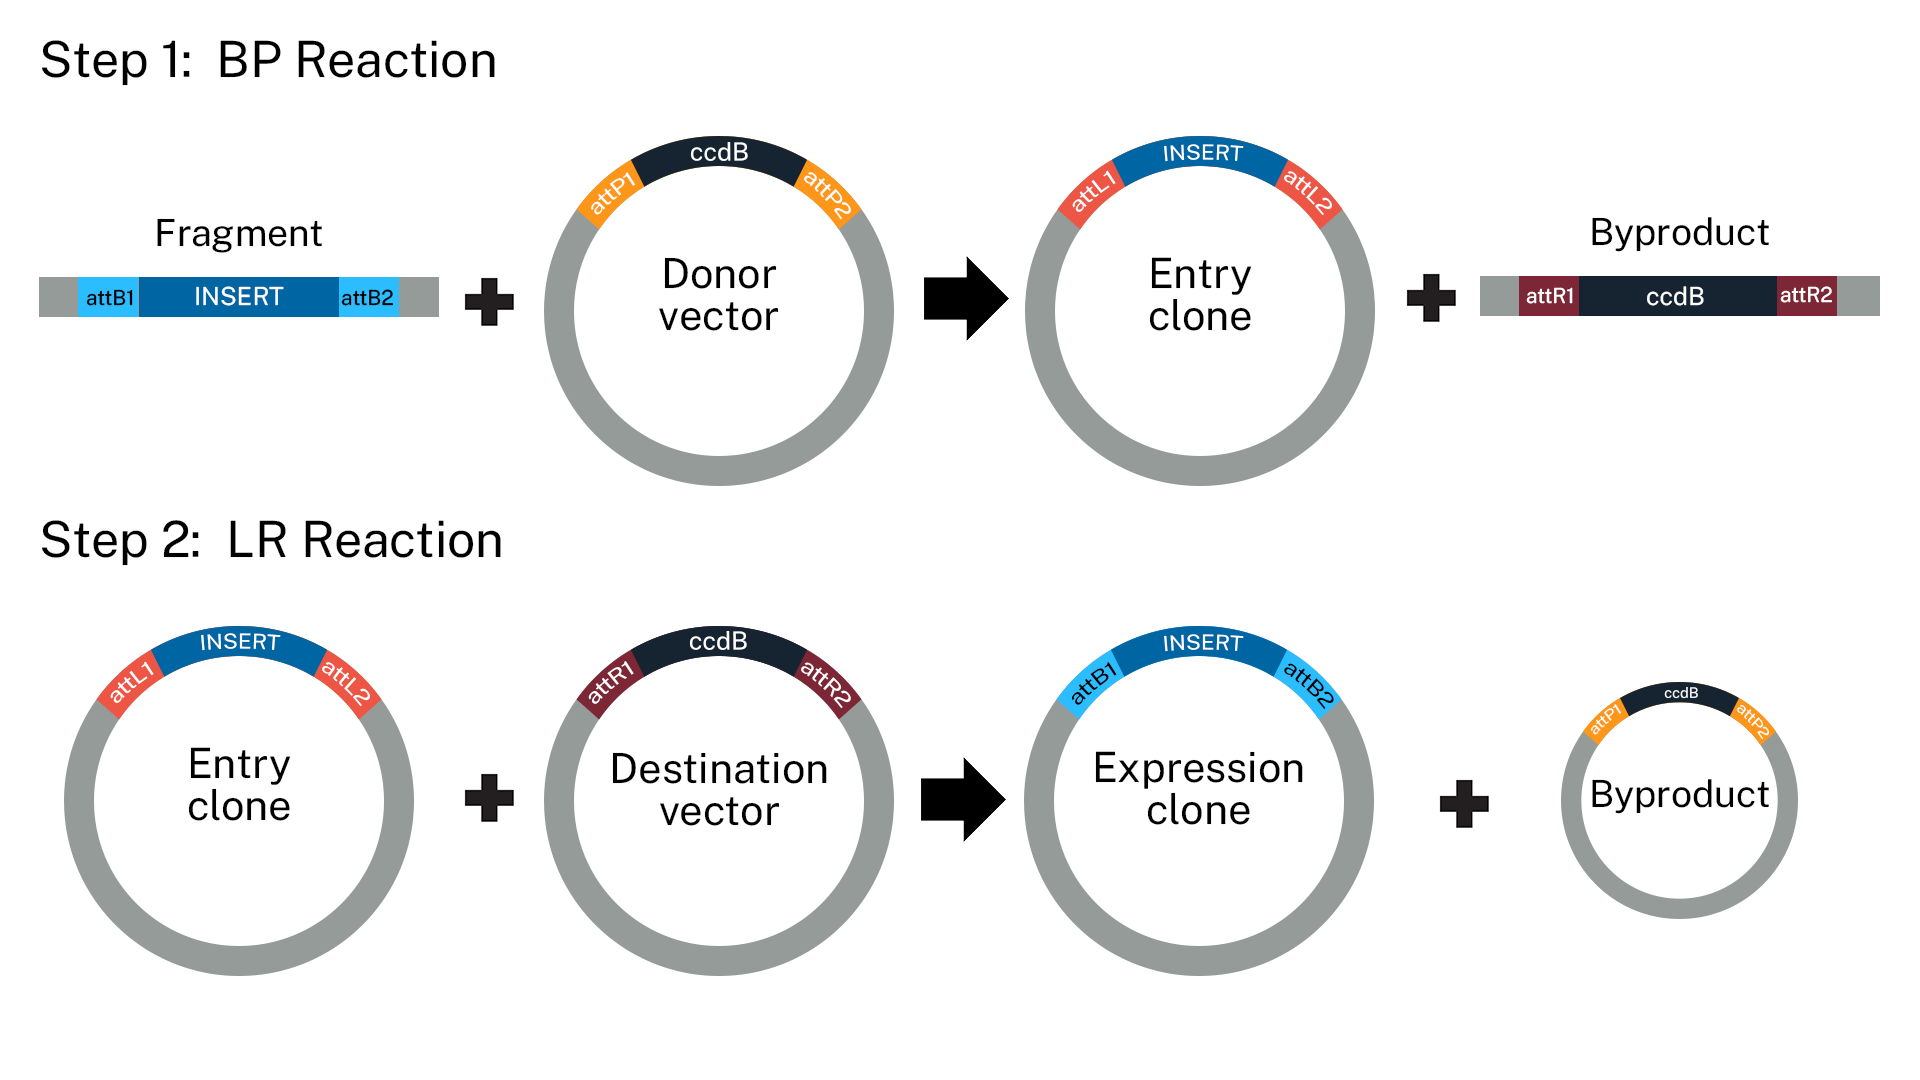 Step 1:  BP Reaction
Fragment
attB1 INSERT attB2
attP1 ccdB attP2
Donor
vector
attL1 INSERT attL2
Entry
clone
Byproduct
attR1 ccdB attR2
Step 2:  LR Reaction
attL1 INSERT attL2
Entry
clone
attR1 ccdB attR2
Destination
vector
attB1 INSERT attB2
Expression
clone
attP1 ccdB attP2
Byproduct